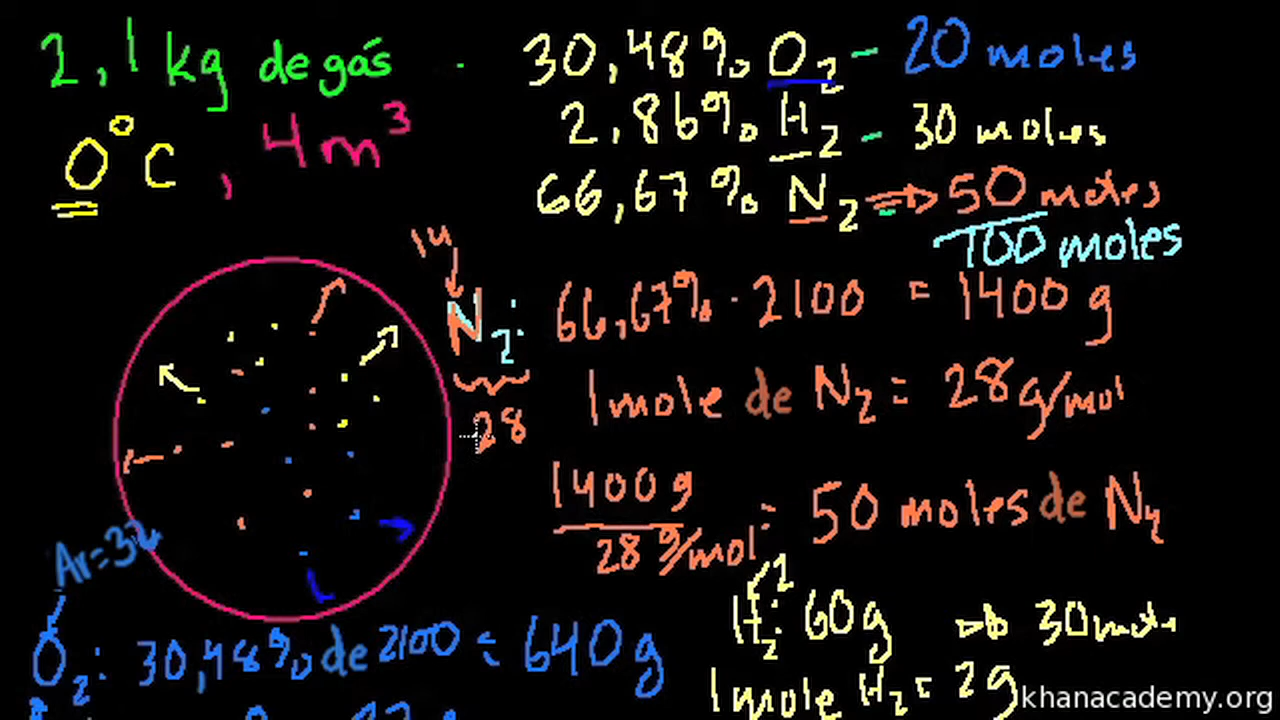 2,1 kg de gás
30,48% O2 - 20 moles
0°C, 4m³
2,86% H2 - 30 moles
66,67% N2 => 50 moles
100 moles
14
N2: 66,67% · 2100 = 1400 g
28
1 mole de N2 = 28 g/mol
1400 g / 28 g/mol = 50 moles de N2
Ar=32
2
H2: 60g => 30 mole
O2: 30,48% de 2100 = 640 g
1 mole H2 = 2g
khanacademy.org